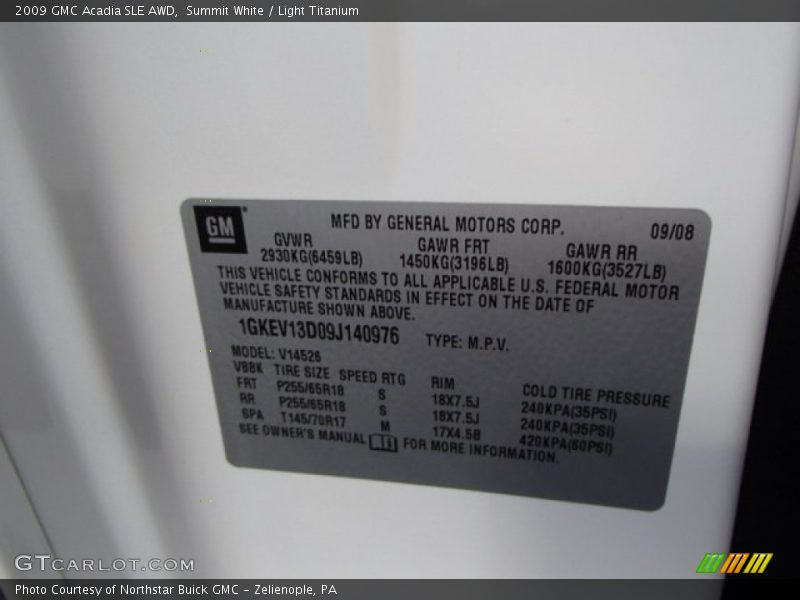 2009 GMC Acadia SLE AWD,  Summit White / Light Titanium
GM
MFD BY GENERAL MOTORS CORP. 09/08
GVWR GAWR FRT GAWR RR
2930KG(6459LB) 1450KG(3196LB) 1600KG(3527LB)
THIS VEHICLE CONFORMS TO ALL APPLICABLE U.S. FEDERAL MOTOR
VEHICLE SAFETY STANDARDS IN EFFECT ON THE DATE OF
MANUFACTURE SHOWN ABOVE.
1GKEV13D09J140976 TYPE: M.P.V.
MODEL: V14526
VBBK TIRE SIZE SPEED RTG RIM COLD TIRE PRESSURE
FRT P255/65R18 S 18X7.5J 240KPA(35PSI)
RR P255/65R18 S 18X7.5J 240KPA(35PSI)
SPA T145/70R17 M 17X4.5B 420KPA(60PSI)
SEE OWNER'S MANUAL FOR MORE INFORMATION.
GTCARLOT.COM
Photo Courtesy of Northstar Buick GMC - Zelienople, PA